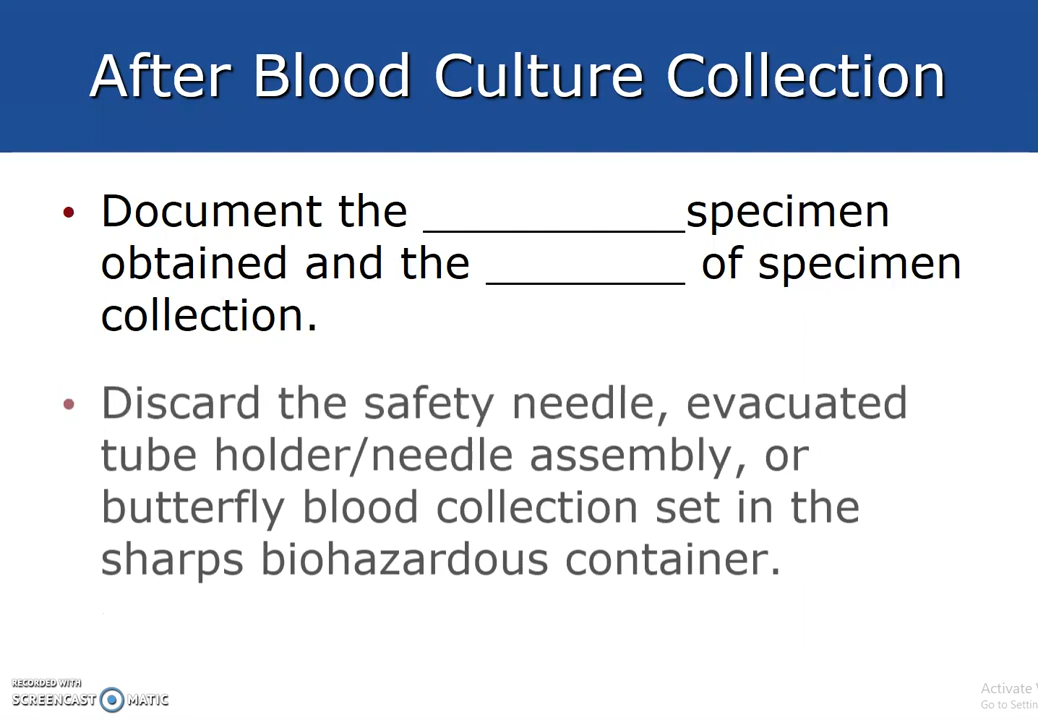 After Blood Culture Collection
• Document the __________specimen
obtained and the ________ of specimen
collection.
• Discard the safety needle, evacuated
tube holder/needle assembly, or
butterfly blood collection set in the
sharps biohazardous container.
RECORDED WITH
SCREENCAST MATIC
Activate
Go to Settin